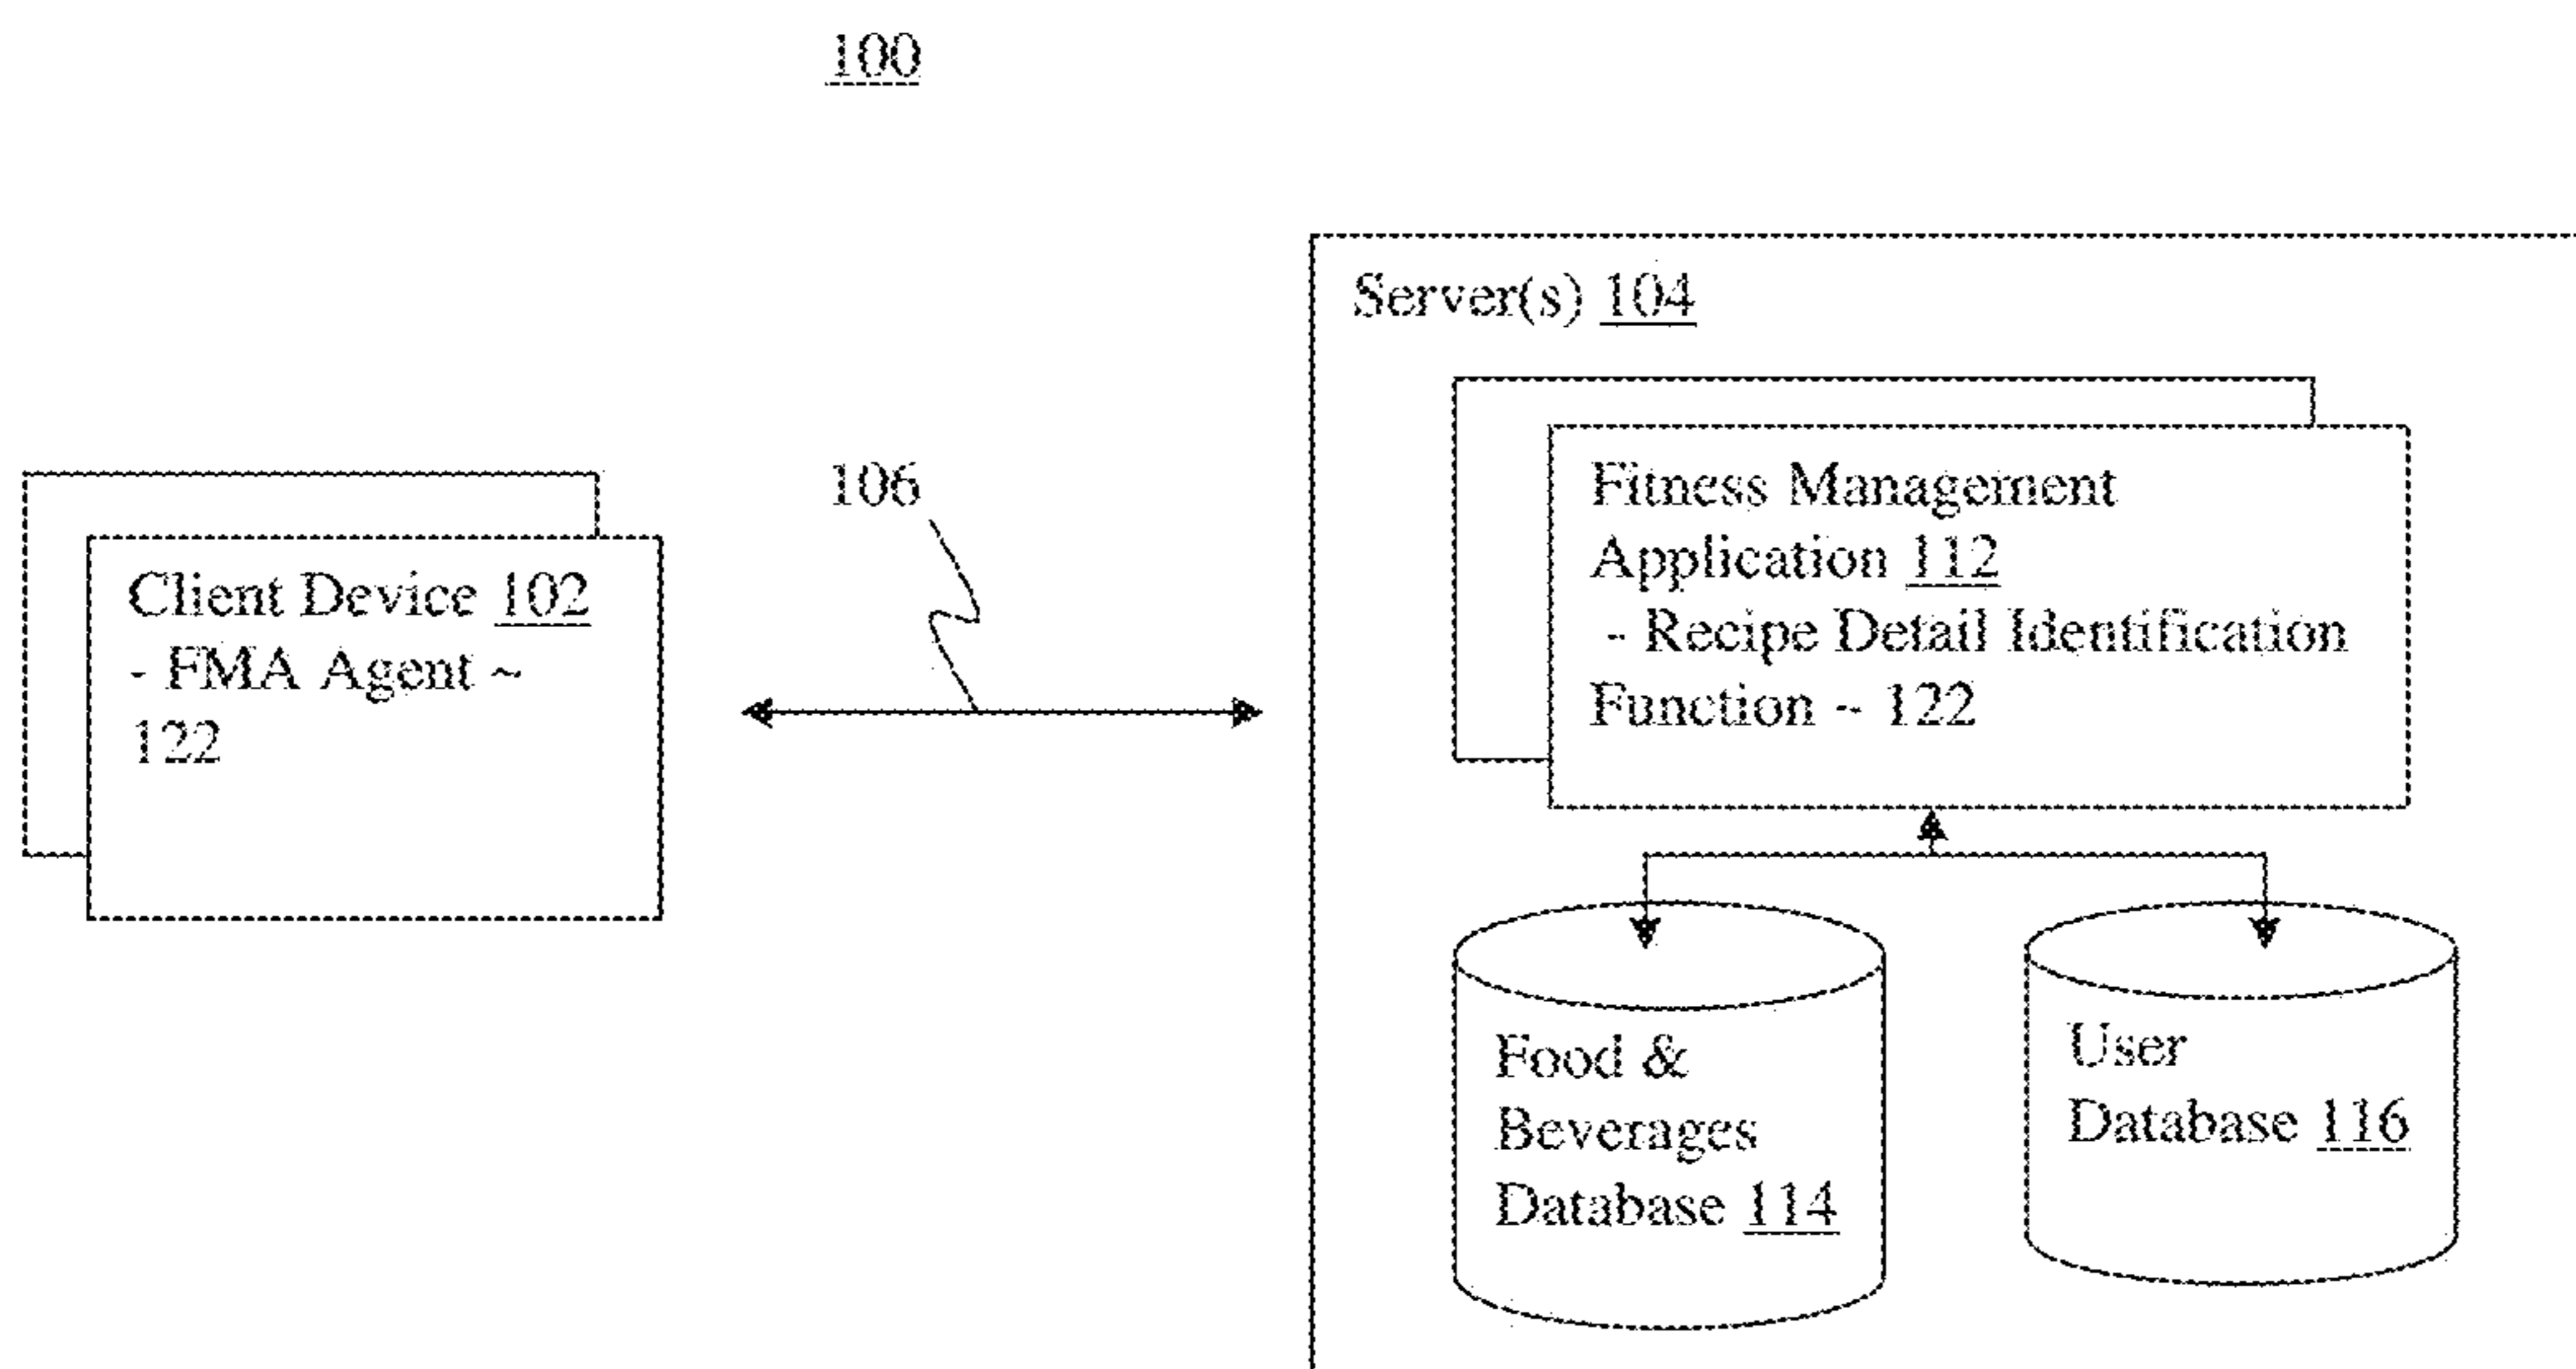 100
Server(s) 104
106
Fitness Management
Application 112
- Recipe Detail Identification
Function ~ 122
Client Device 102
- FMA Agent ~
122
Food &
Beverages
Database 114
User
Database 116